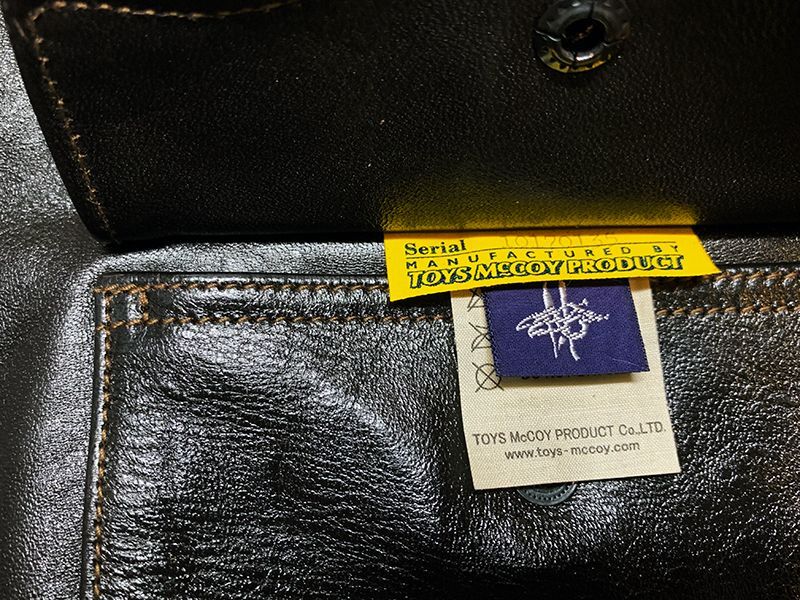 Serial
MANUFACTURED BY
TOYS McCOY PRODUCT
TOYS McCOY PRODUCT Co.,LTD.
www.toys-mccoy.com